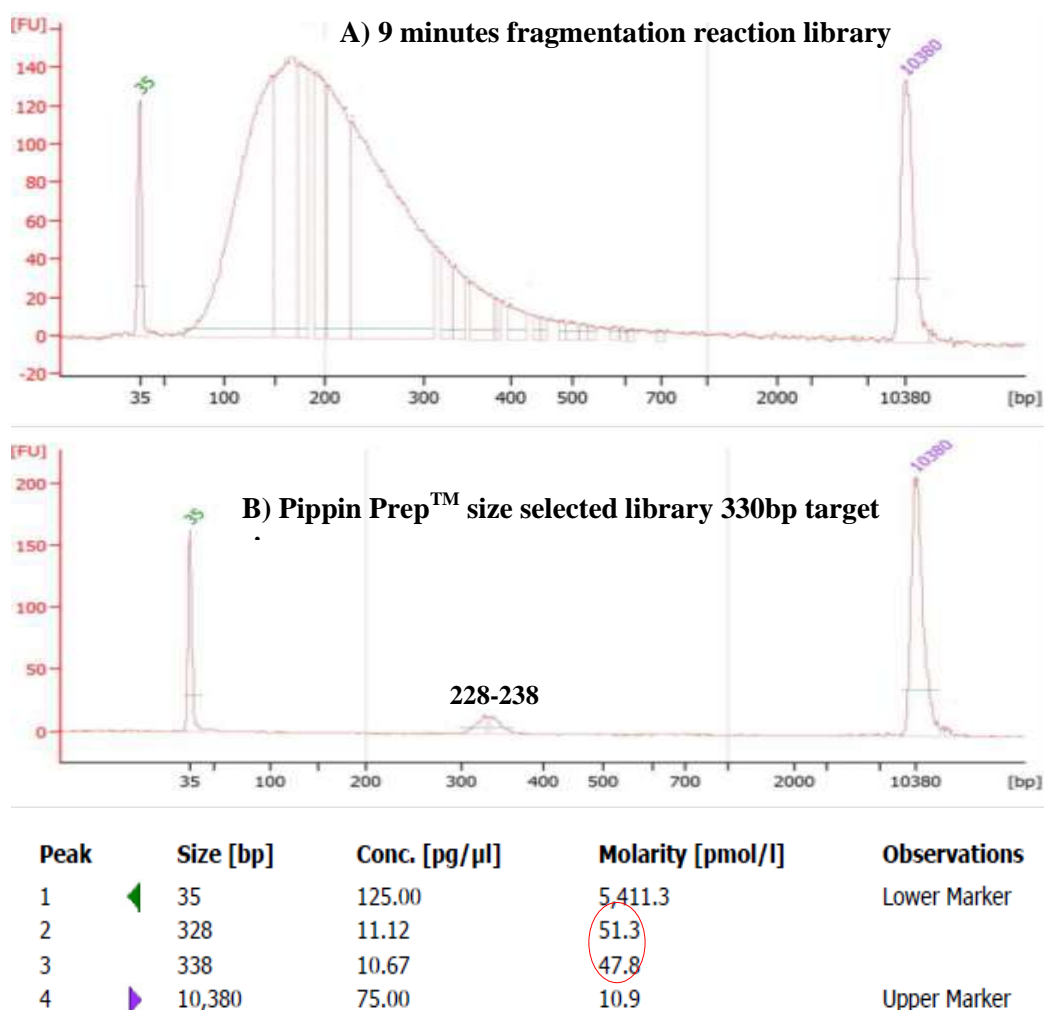 [FU]
A) 9 minutes fragmentation reaction library
35
10380
140
120
100
80
60
40
20
0
-20
35 100 200 300 400 500 700 2000 10380 [bp]
[FU]
10380
200
B) Pippin Prep™ size selected library 330bp target
35
150
100
50
228-238
0
35 100 200 300 400 500 700 2000 10380 [bp]
Peak Size [bp] Conc. [pg/µl] Molarity [pmol/l] Observations
1 35 125.00 5,411.3 Lower Marker
2 328 11.12 51.3
3 338 10.67 47.8
4 10,380 75.00 10.9 Upper Marker